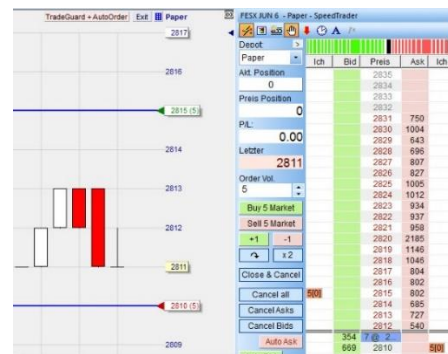 TradeGuard + AutoOrder Exit Paper
2817
2816
2815 (5)
2814
2813
2812
2811
2810 (5)
2809
FESX JUN 6 - Paper - SpeedTrader
Depot
Paper
Akt. Position
0
Preis Position
0
P/L:
0.00
Letzter
2811
Order Vol.
5
Buy 5 Market
Sell 5 Market
+1 -1
x2
Close & Cancel
Cancel all
Cancel Asks
Cancel Bids
Auto Ask
Ich Bid Preis Ask Ich
2835
2834
2833
2832
2831 750
2830 1004
2829 643
2828 696
2827 807
2826 827
2825 1005
2824 1012
2823 934
2822 937
2821 958
2820 2185
2819 1146
2818 1046
2817 804
2816 802
5[0] 2815 802
2814 683
2813 727
2812 540
354 7 @ 2...
669 2810 5[0]